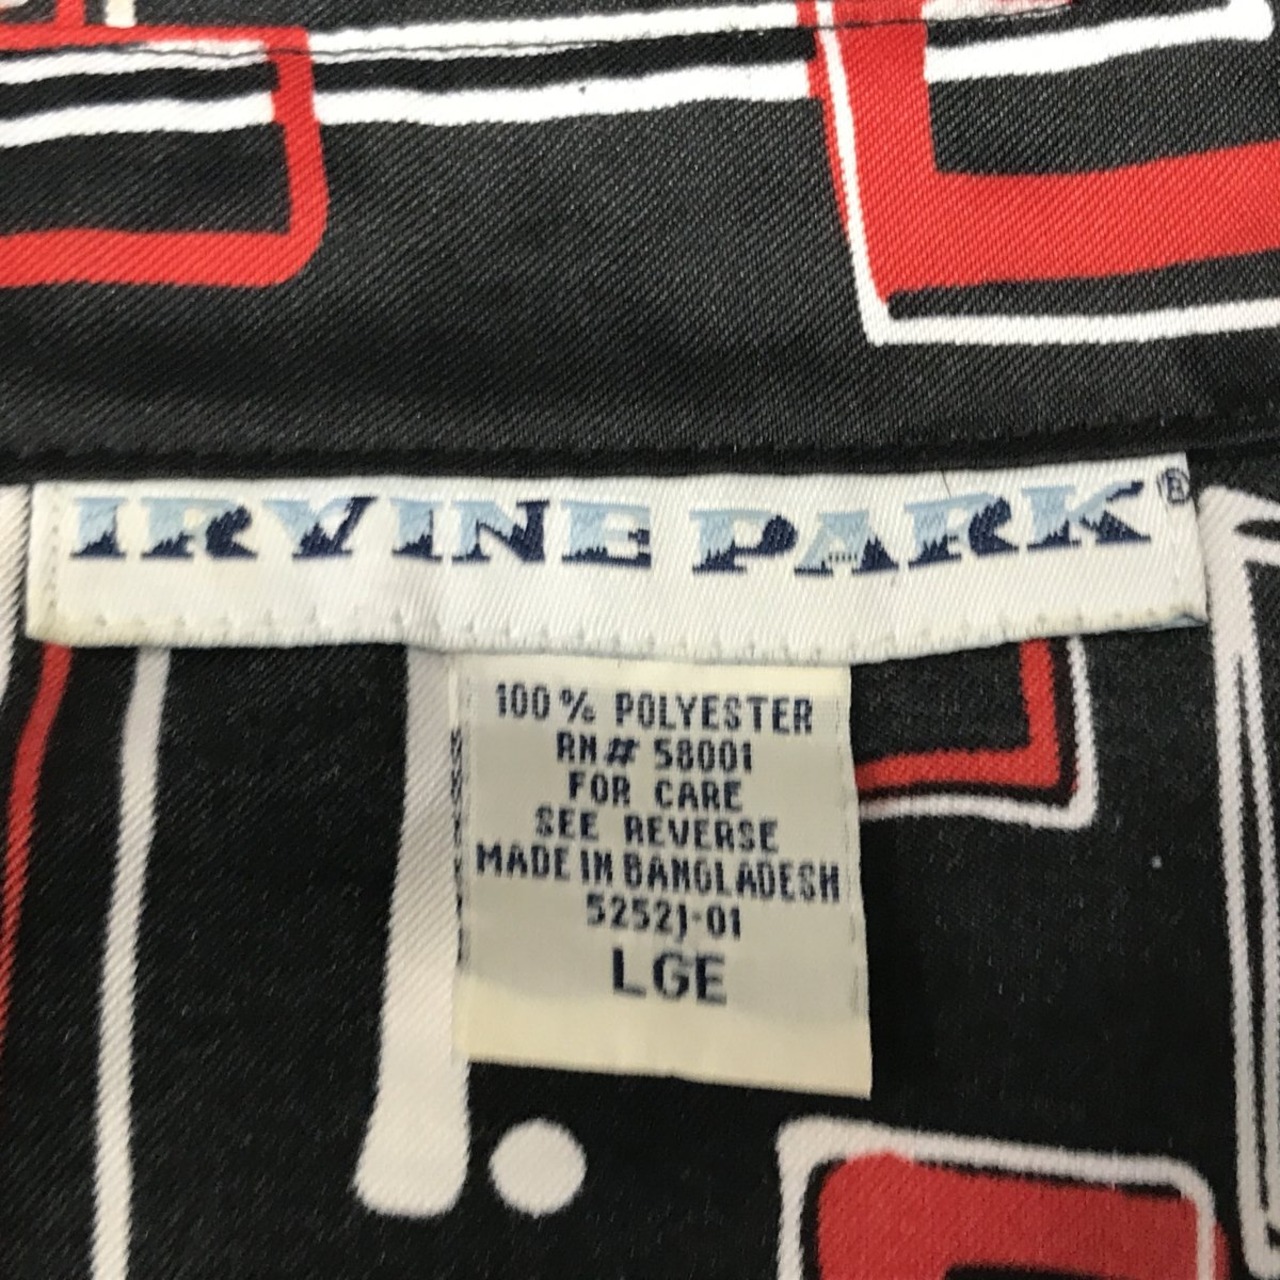 IRVINE PARK®
100% POLYESTER
RN# 58001
FOR CARE
SEE REVERSE
MADE IN BANGLADESH
5252J-01
LGE